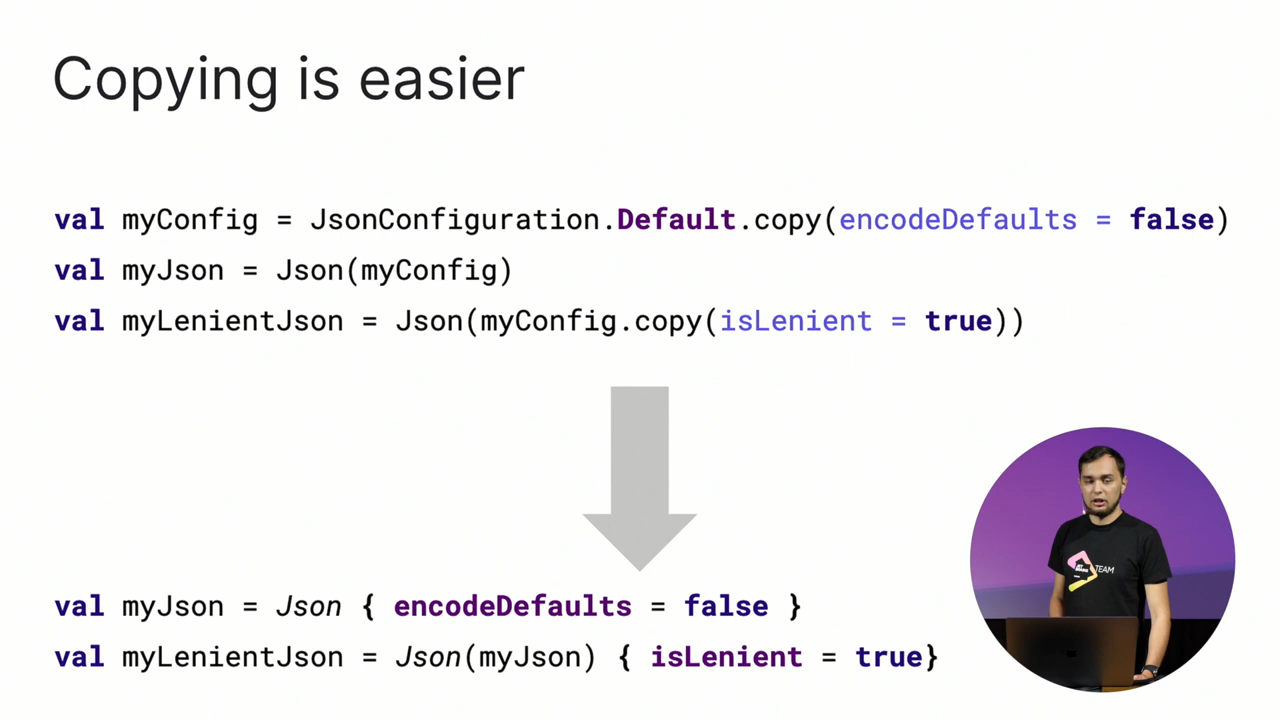 Copying is easier
val myConfig = JsonConfiguration.Default.copy(encodeDefaults = false)
val myJson = Json(myConfig)
val myLenientJson = Json(myConfig.copy(isLenient = true))
val myJson = Json { encodeDefaults = false }
val myLenientJson = Json(myJson) { isLenient = true}
TEAM